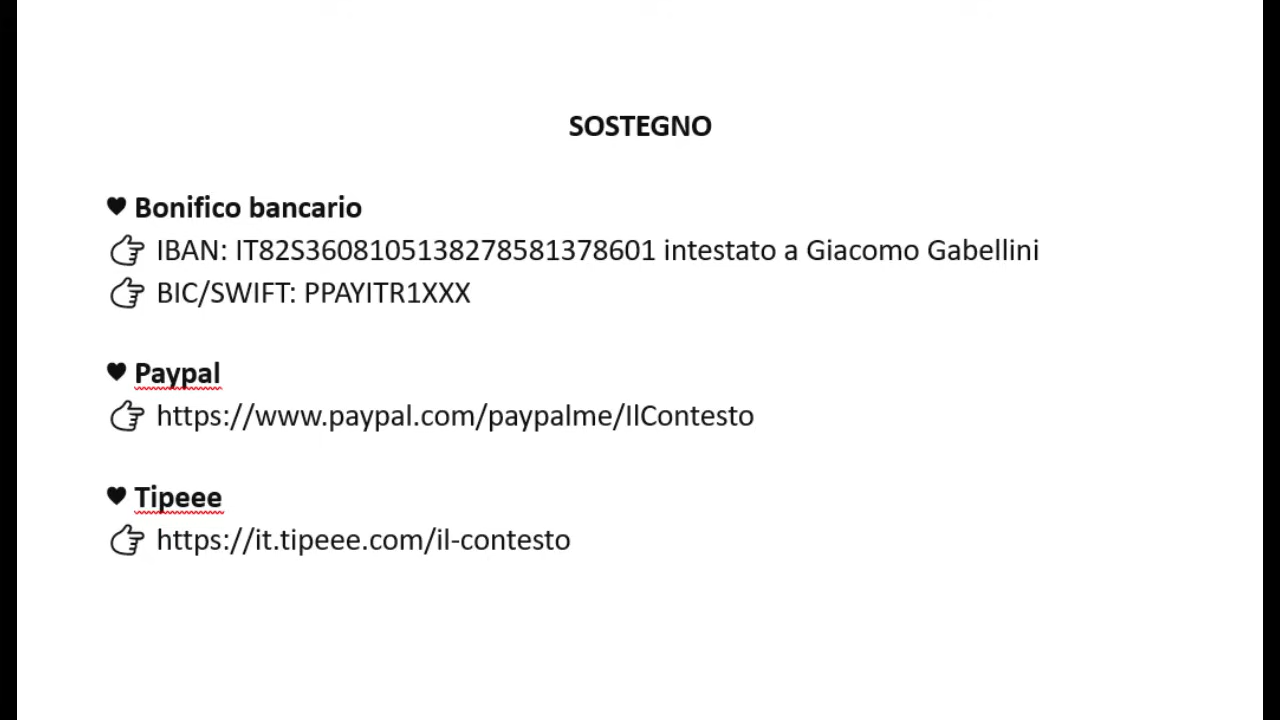 SOSTEGNO
♥ Bonifico bancario
👉 IBAN: IT82S3608105138278581378601 intestato a Giacomo Gabellini
👉 BIC/SWIFT: PPAYITR1XXX
♥ Paypal
👉 https://www.paypal.com/paypalme/IlContesto
♥ Tipeee
👉 https://it.tipeee.com/il-contesto